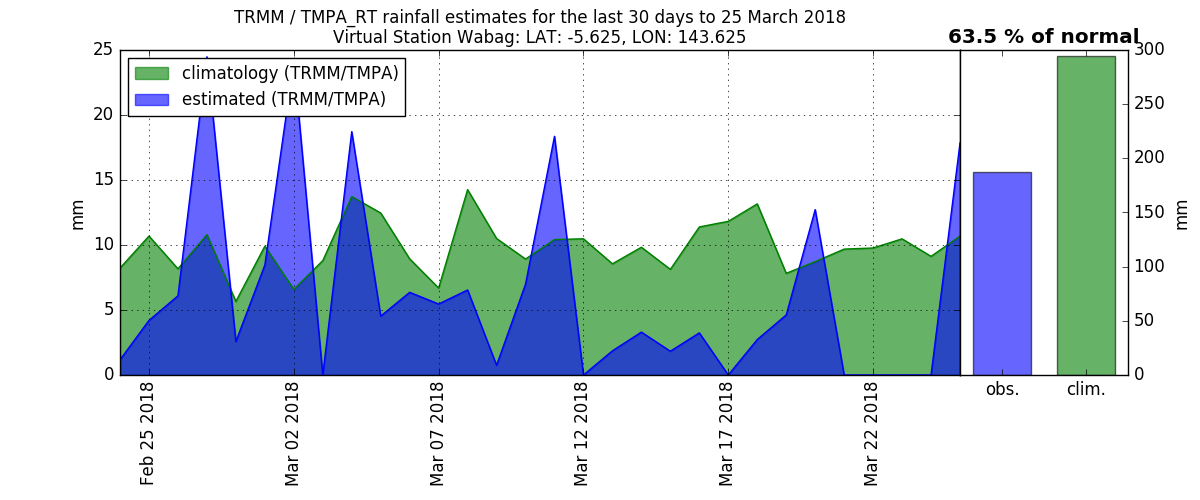 TRMM / TMPA_RT rainfall estimates for the last 30 days to 25 March 2018
Virtual Station Wabag: LAT: -5.625, LON: 143.625
63.5 % of normal
climatology (TRMM/TMPA)
estimated (TRMM/TMPA)
25
20
15
10
5
0
mm
Feb 25 2018
Mar 02 2018
Mar 07 2018
Mar 12 2018
Mar 17 2018
Mar 22 2018
obs.
clim.
300
250
200
150
100
50
0
mm